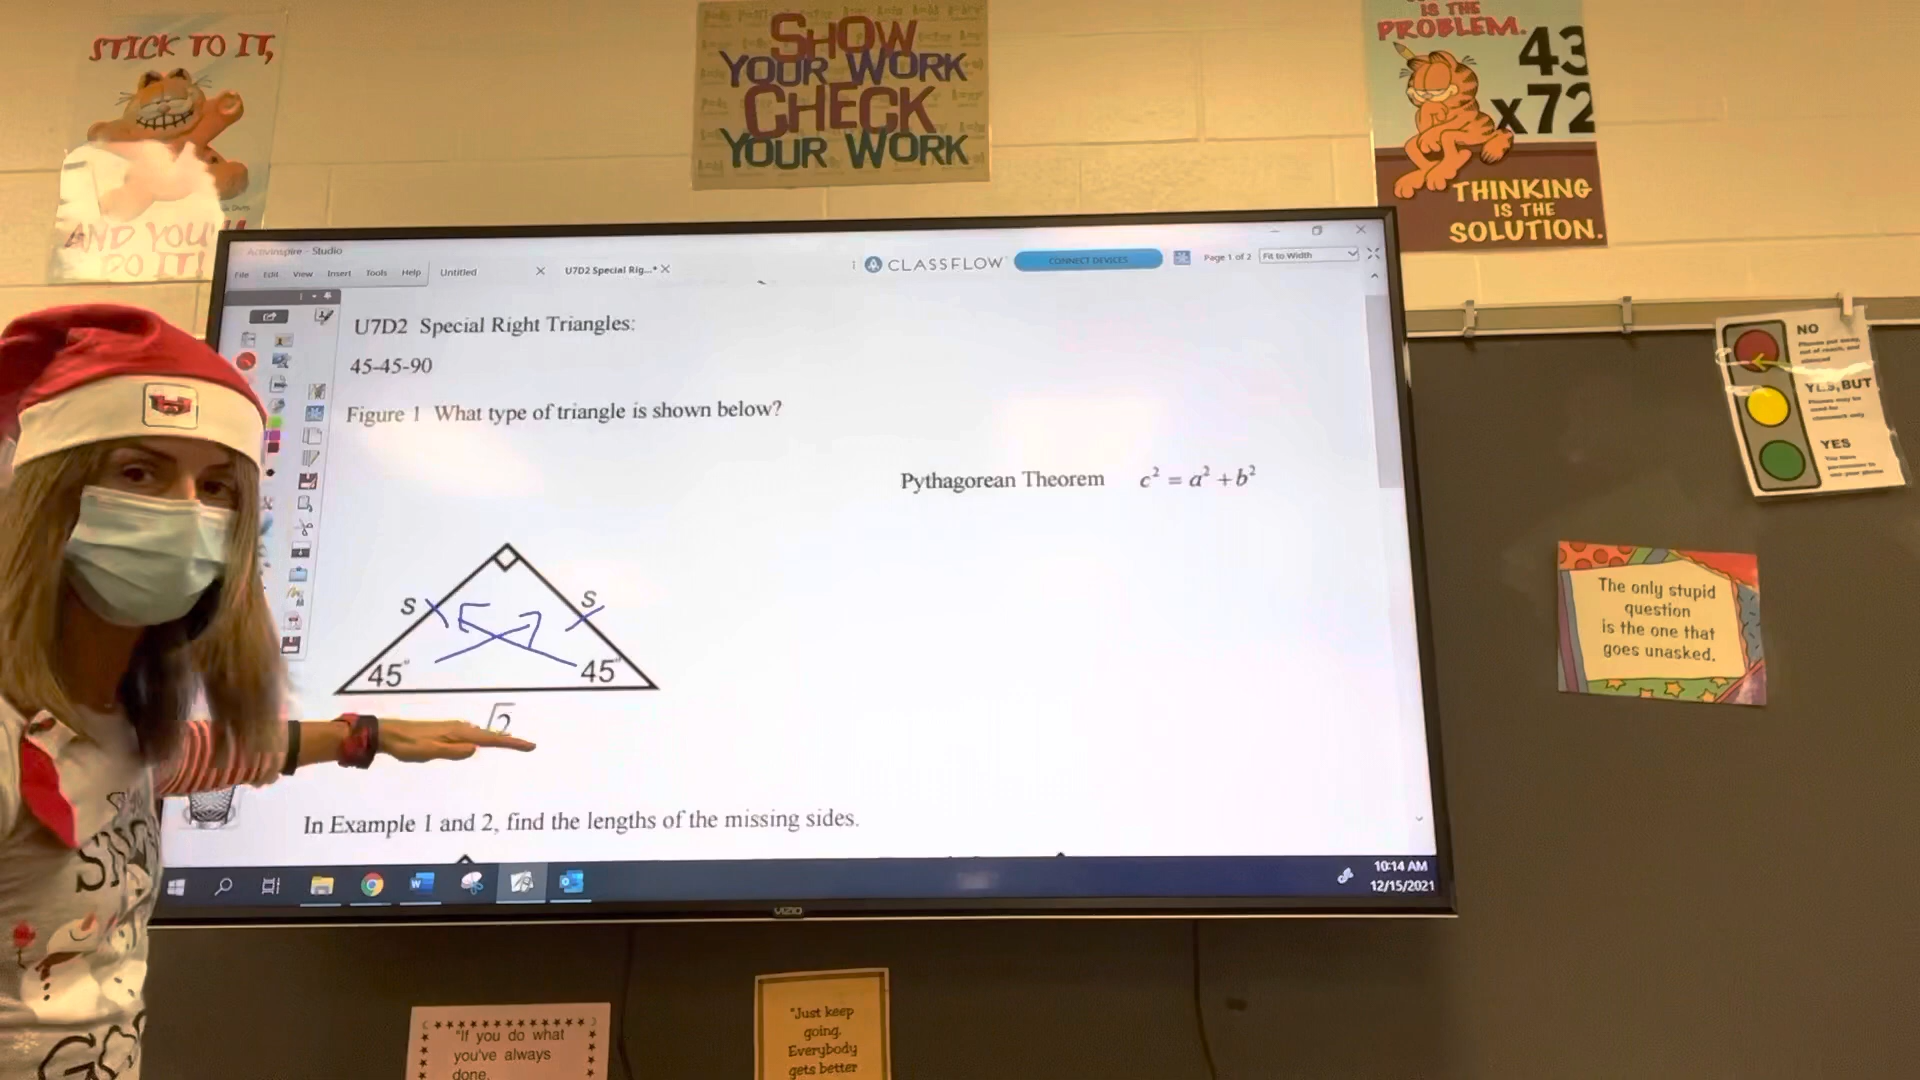 STICK TO IT,
AND YOU'LL
DO IT!
SHOW
YOUR WORK
CHECK
YOUR WORK
IS THE
PROBLEM.
43
x72
THINKING
IS THE
SOLUTION.
ActivInspire - Studio
File Edit View Insert Tools Help
Untitled
U7D2 Special Rig...*
CLASSFLOW
CONNECT DEVICES
Page 1 of 2
Fit to Width
U7D2 Special Right Triangles:
45-45-90
Figure 1 What type of triangle is shown below?
Pythagorean Theorem c² = a² + b²
S
S
45°
45°
√2
In Example 1 and 2, find the lengths of the missing sides.
10:14 AM
12/15/2021
VIZIO
NO
YES, BUT
YES
The only stupid
question
is the one that
goes unasked.
"If you do what
you've always
done,
"Just keep
going.
Everybody
gets better